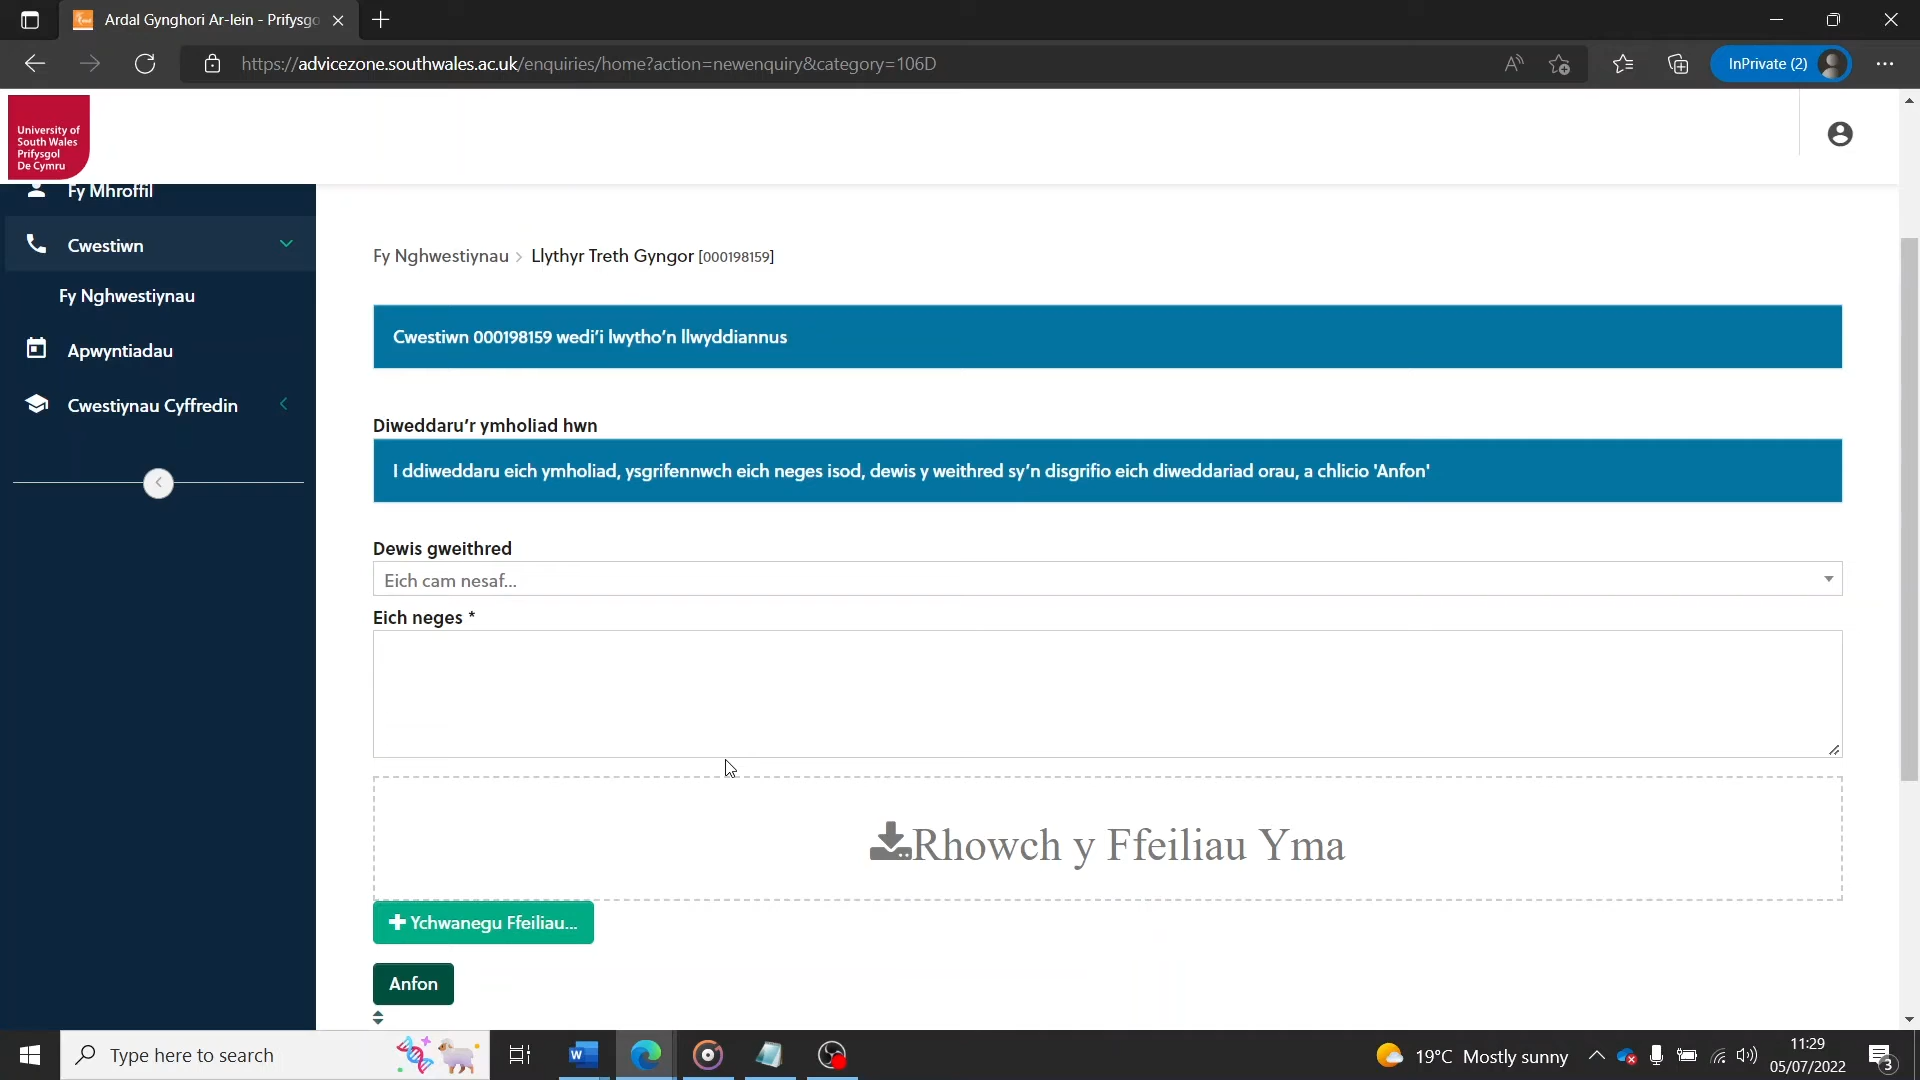 Ardal Gynghori Ar-lein - Prifysgo
https://advicezone.southwales.ac.uk/enquiries/home?action=newenquiry&category=106D
InPrivate (2)
University of
South Wales
Prifysgol
De Cymru
Fy Mhroffil
Cwestiwn
Fy Nghwestiynau
Apwyntiadau
Cwestiynau Cyffredin
Fy Nghwestiynau > Llythyr Treth Gyngor [000198159]
Cwestiwn 000198159 wedi'i lwytho'n llwyddiannus
Diweddaru'r ymholiad hwn
I ddiweddaru eich ymholiad, ysgrifennwch eich neges isod, dewis y weithred sy'n disgrifio eich diweddariad orau, a chlicio 'Anfon'
Dewis gweithred
Eich cam nesaf...
Eich neges *
Rhowch y Ffeiliau Yma
Ychwanegu Ffeiliau...
Anfon
Type here to search
19°C Mostly sunny
11:29
05/07/2022
3